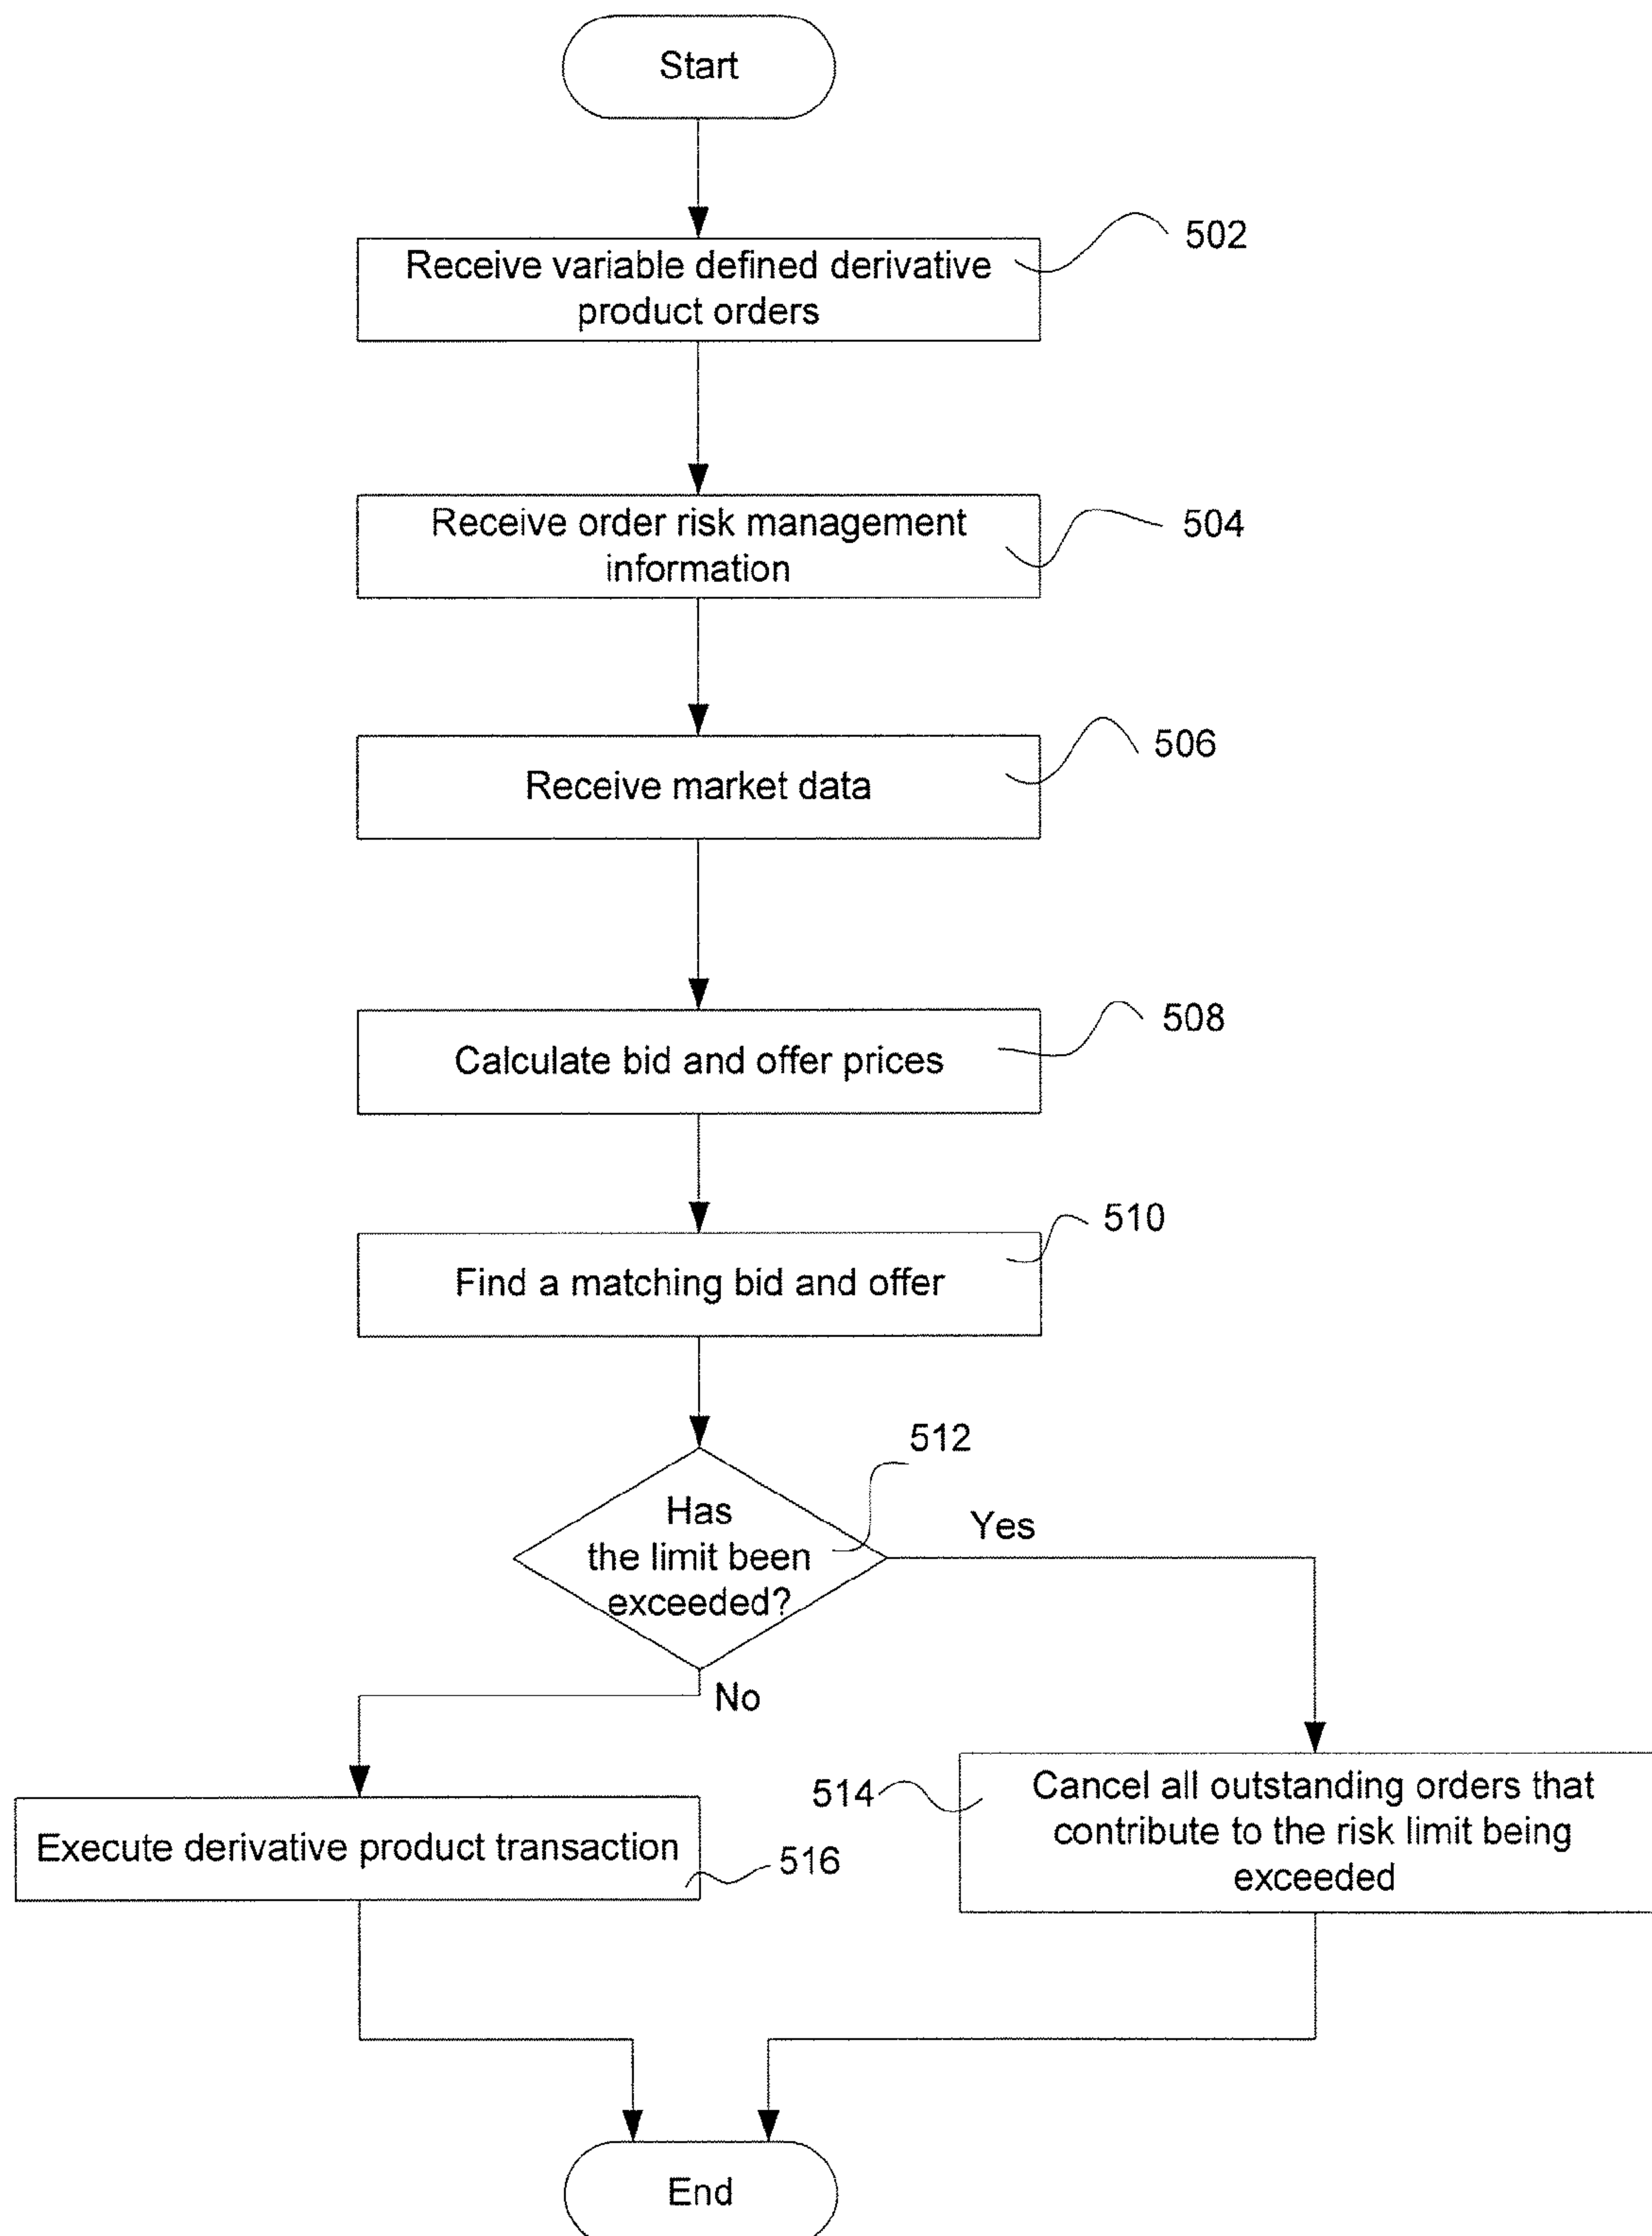 Start
Receive variable defined derivative
product orders
502
Receive order risk management
information
504
Receive market data
506
Calculate bid and offer prices
508
Find a matching bid and offer
510
Has
the limit been
exceeded?
512
Yes
No
Execute derivative product transaction
516
514
Cancel all outstanding orders that
contribute to the risk limit being
exceeded
End